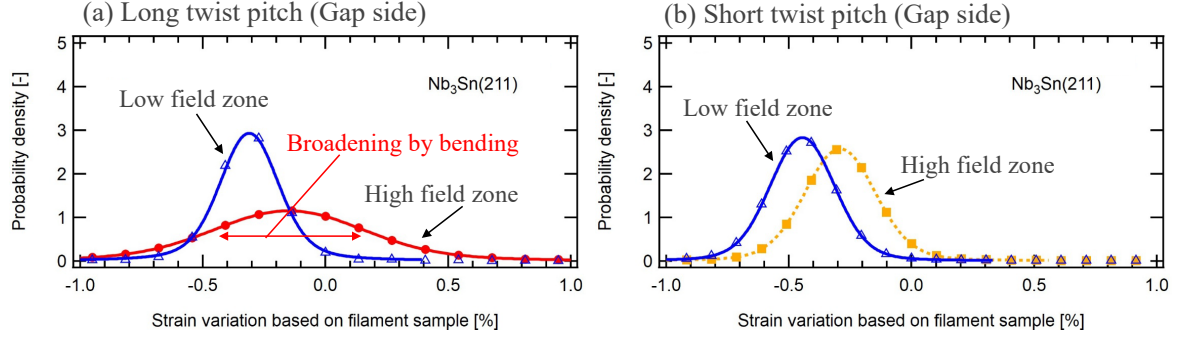 (a) Long twist pitch (Gap side)
Probability density [-]
5
4
3
2
1
0
Nb₃Sn(211)
Low field zone
Broadening by bending
High field zone
-1.0 -0.5 0.0 0.5 1.0
Strain variation based on filament sample [%]
(b) Short twist pitch (Gap side)
Probability density [-]
5
4
3
2
1
0
Nb₃Sn(211)
Low field zone
High field zone
-1.0 -0.5 0.0 0.5 1.0
Strain variation based on filament sample [%]